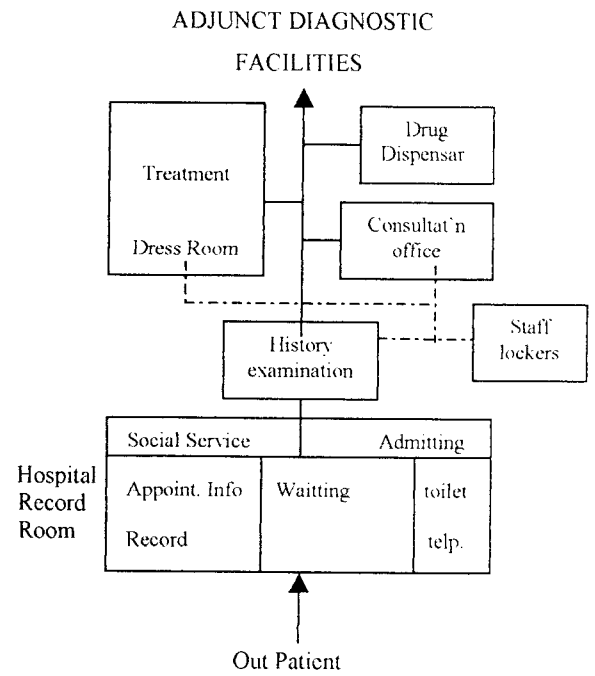 ADJUNCT DIAGNOSTIC
FACILITIES
Drug
Dispensar
Treatment
Dress Room
Consultat`n
office
Staff
lockers
History
examination
Social Service
Admitting
Hospital
Record
Room
Appoint. Info
Record
Waitting
toilet
telp.
Out Patient